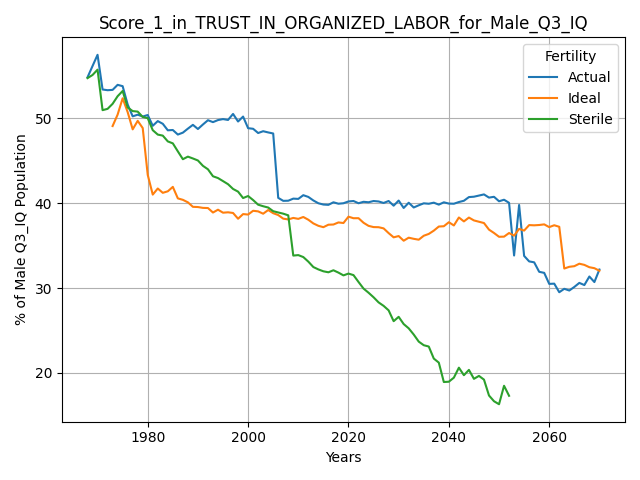 Score_1_in_TRUST_IN_ORGANIZED_LABOR_for_Male_Q3_IQ
Fertility
Actual
Ideal
Sterile
% of Male Q3_IQ Population
50
40
30
20
1980
2000
2020
2040
2060
Years